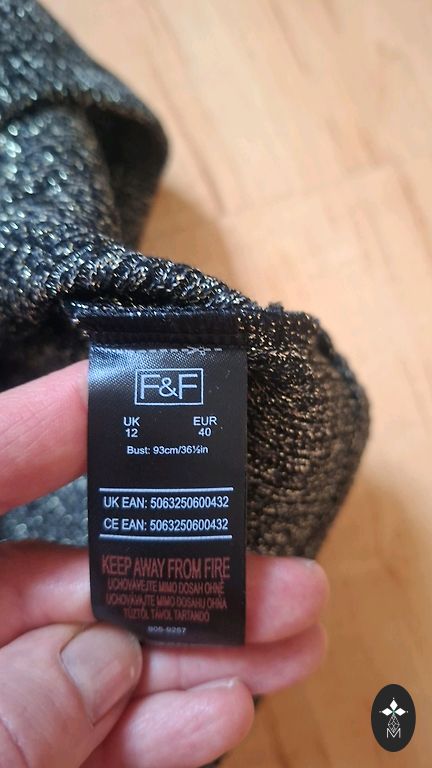 F&F
UK EUR
12 40
Bust: 93cm/36½in
UK EAN: 5063250600432
CE EAN: 5063250600432
KEEP AWAY FROM FIRE
UCHOVÁVEJTE MIMO DOSAH OHNĚ
UCHOVÁVAJTE MIMO DOSAHU OHŇA
TŰZTŐL TÁVOL TARTANDÓ
M